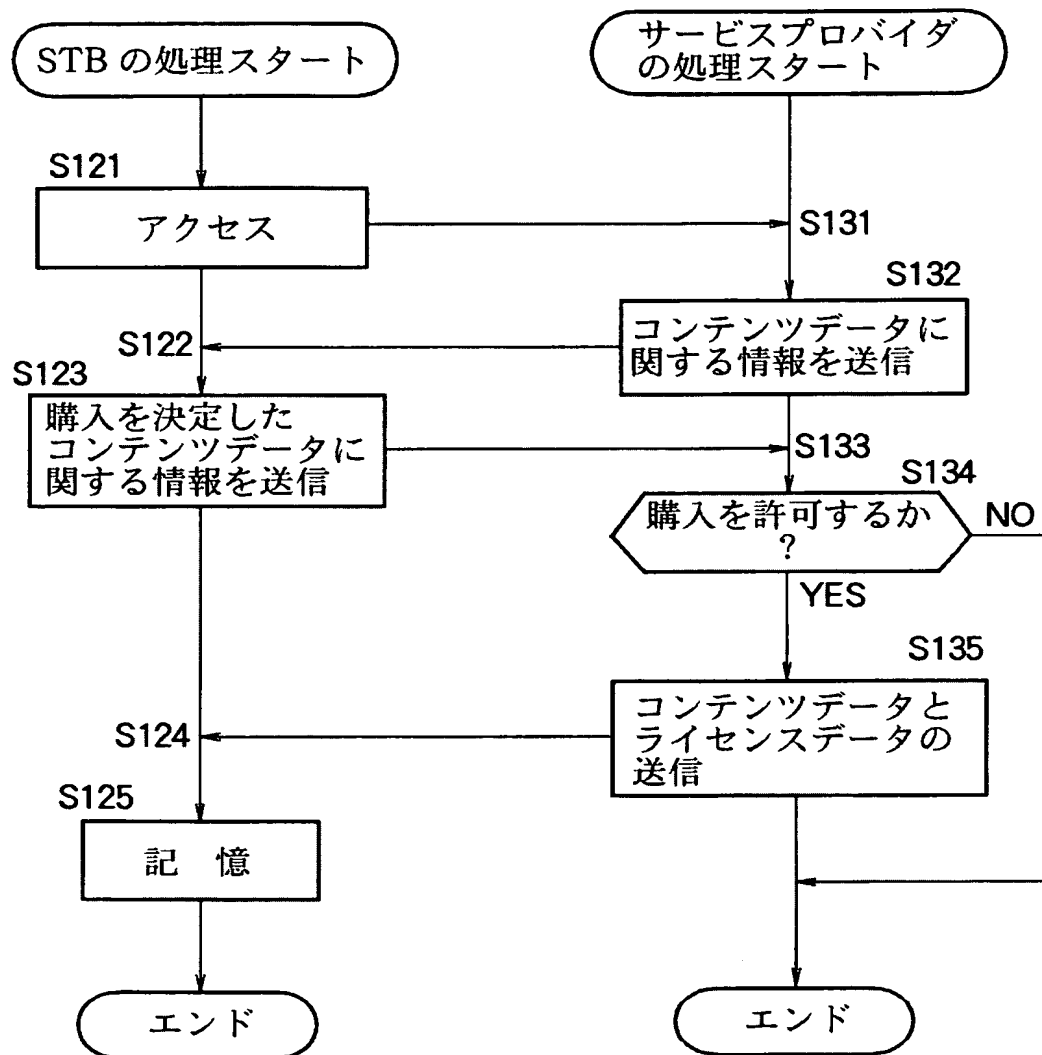 STB の処理スタート
サービスプロバイダ
の処理スタート
S121
アクセス
S131
S132
コンテンツデータに
関する情報を送信
S122
S123
購入を決定した
コンテンツデータに
関する情報を送信
S133
S134
購入を許可するか
?
NO
YES
S135
コンテンツデータと
ライセンスデータの
送信
S124
S125
記 憶
エンド
エンド